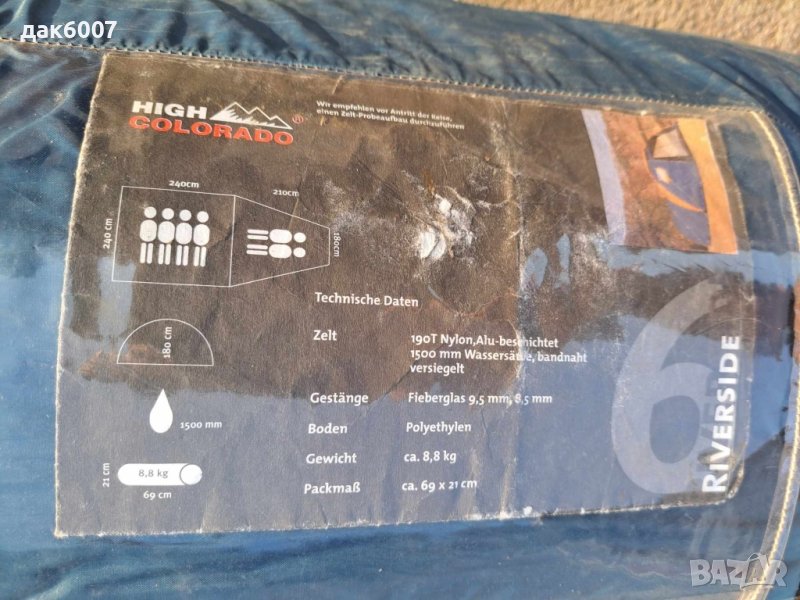 дак6007
HIGH
COLORADO®
Wir empfehlen vor Antritt der Reise,
einen Zelt-Probeaufbau durchzuführen
240cm
210cm
240 cm
180cm
Technische Daten
180 cm
Zelt
190T Nylon,Alu-beschichtet
1500 mm Wassersäule, bandnaht
versiegelt
1500 mm
Gestänge
Fieberglas 9,5 mm, 8,5 mm
Boden
Polyethylen
Gewicht
ca. 8,8 kg
Packmaß
ca. 69 x 21 cm
21 cm
8,8 kg
69 cm
6
RIVERSIDE
BAZAR